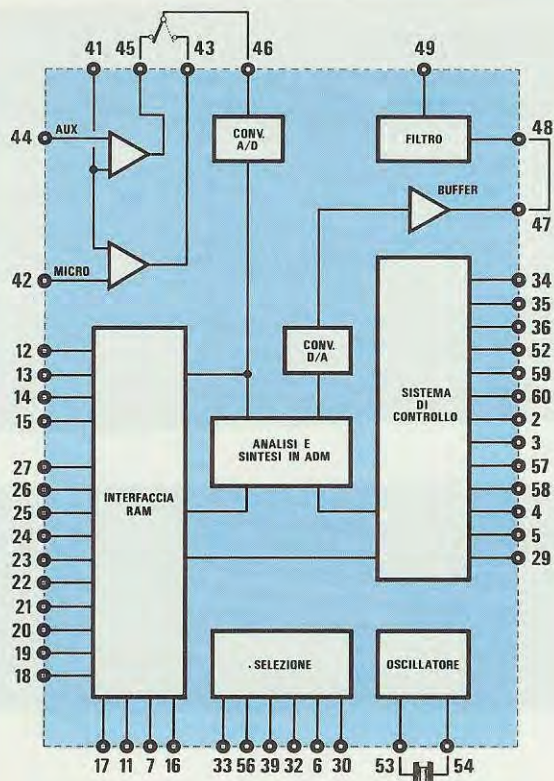 41 45 43 46 49
44 AUX
CONV.
A/D
FILTRO
48
BUFFER
47
42 MICRO
34
35
36
52
59
60
2
3
57
58
4
5
29
12
13
14
15
27
26
25
24
23
22
21
20
19
18
CONV.
D/A
SISTEMA
DI
CONTROLLO
ANALISI E
SINTESI IN ADM
INTERFACCIA
RAM
.SELEZIONE
OSCILLATORE
17 11 7 16 33 56 39 32 6 30 53 54